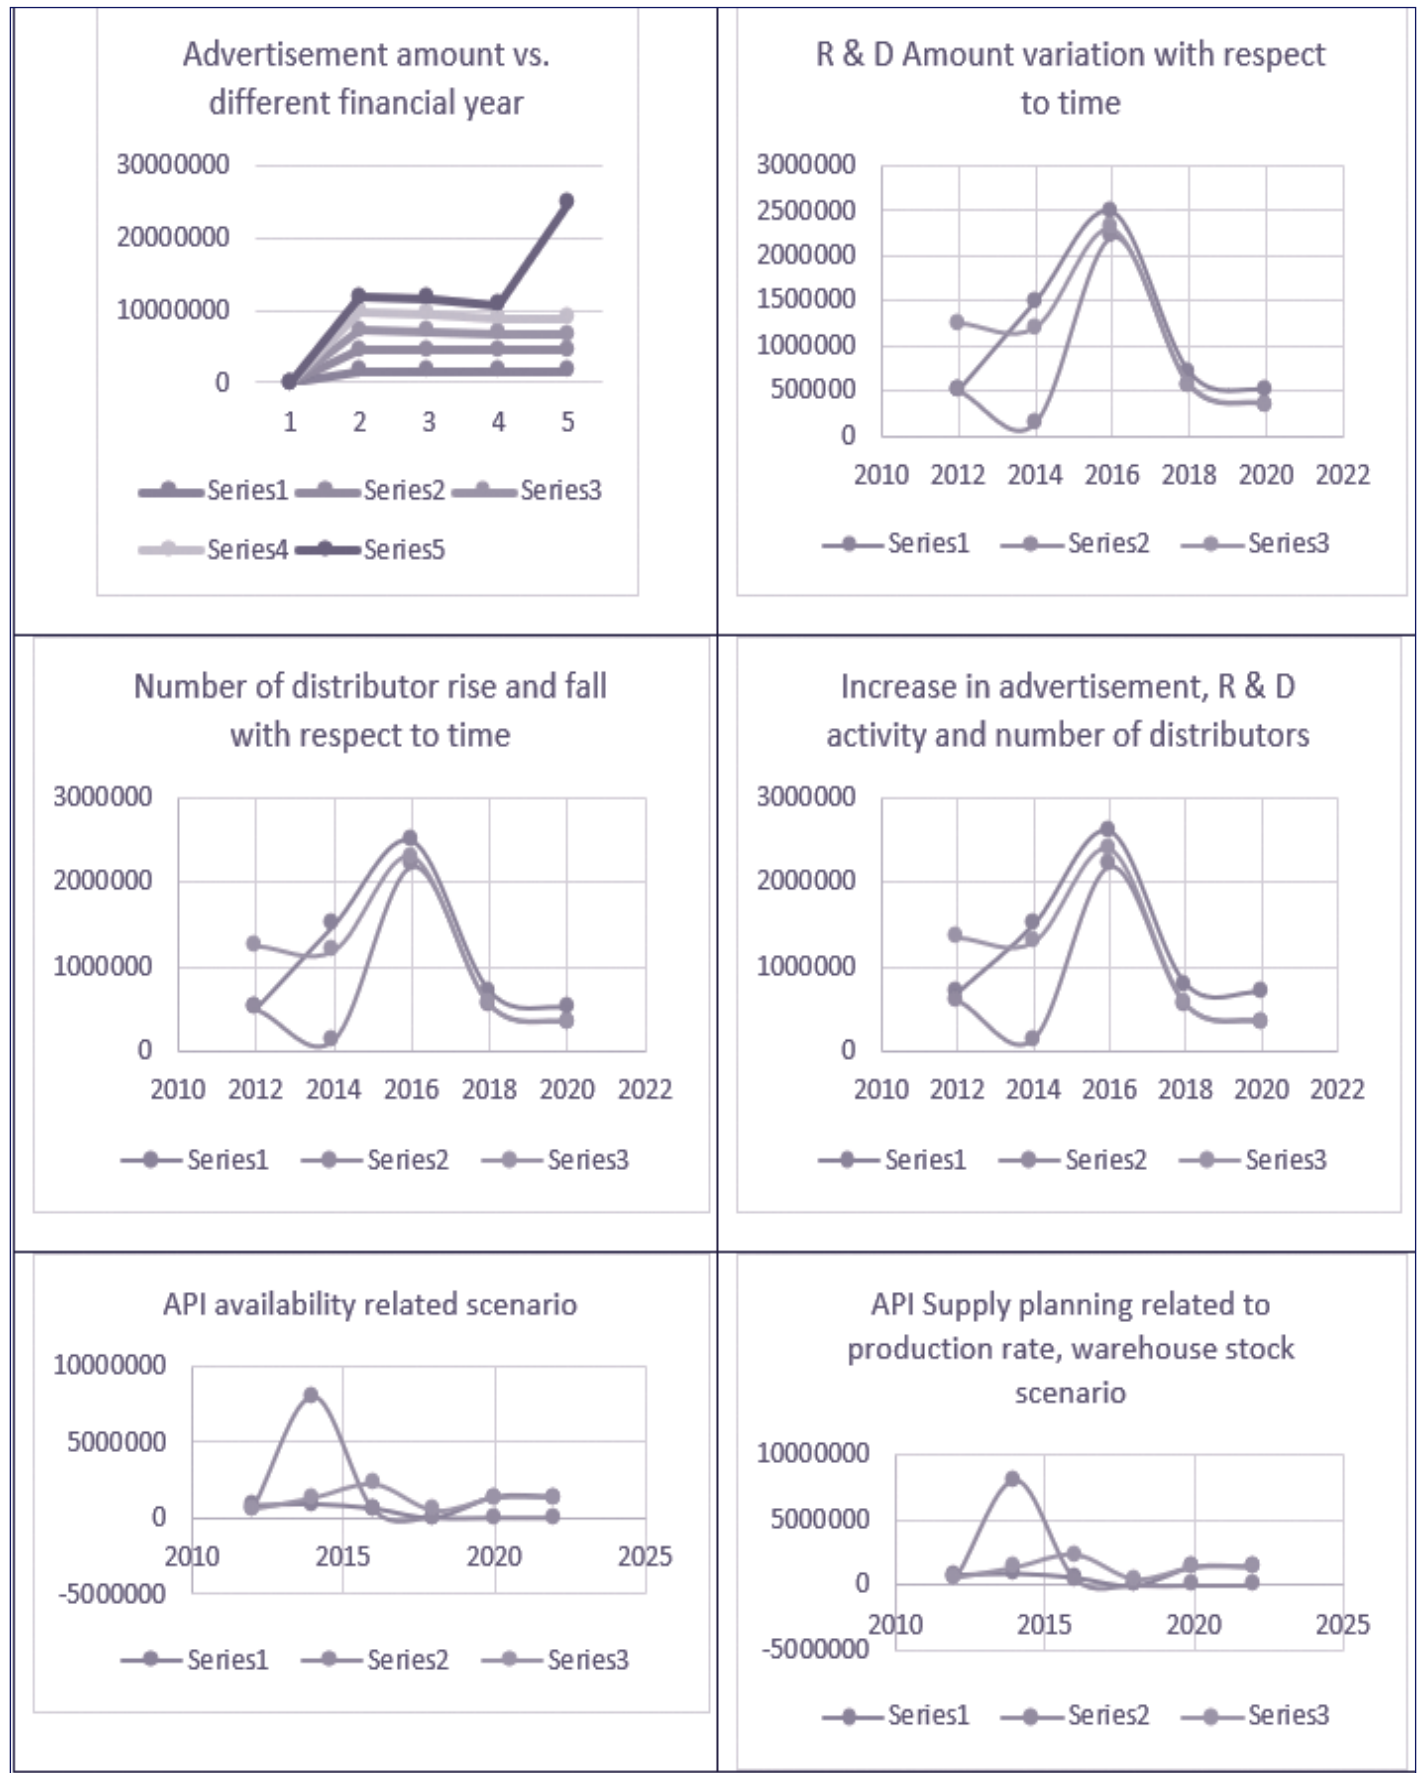 Advertisement amount vs.
different financial year
30000000
20000000
10000000
0
1 2 3 4 5
Series1 Series2 Series3
Series4 Series5
R & D Amount variation with respect
to time
3000000
2500000
2000000
1500000
1000000
500000
0
2010 2012 2014 2016 2018 2020 2022
Series1 Series2 Series3
Number of distributor rise and fall
with respect to time
3000000
2000000
1000000
0
2010 2012 2014 2016 2018 2020 2022
Series1 Series2 Series3
Increase in advertisement, R & D
activity and number of distributors
3000000
2000000
1000000
0
2010 2012 2014 2016 2018 2020 2022
Series1 Series2 Series3
API availability related scenario
10000000
5000000
0
2010 2015 2020 2025
-5000000
Series1 Series2 Series3
API Supply planning related to
production rate, warehouse stock
scenario
10000000
5000000
0
2010 2015 2020 2025
-5000000
Series1 Series2 Series3